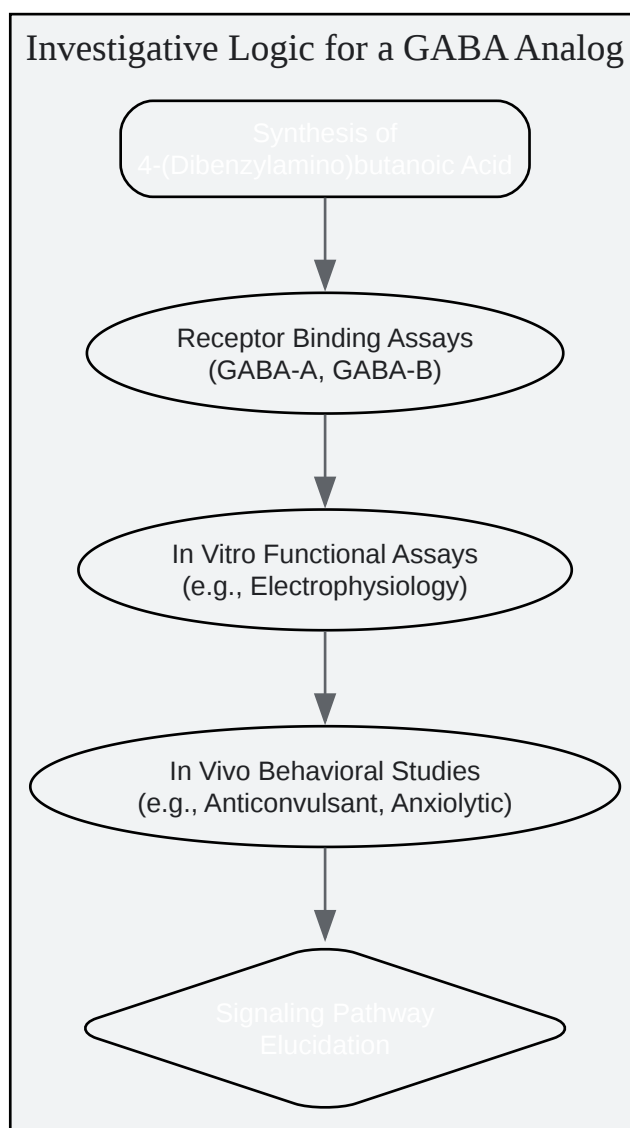 Investigative Logic for a GABA Analog
Synthesis of
4-(Dibenzylamino)butanoic Acid
Receptor Binding Assays
(GABA-A, GABA-B)
In Vitro Functional Assays
(e.g., Electrophysiology)
In Vivo Behavioral Studies
(e.g., Anticonvulsant, Anxiolytic)
Signaling Pathway
Elucidation